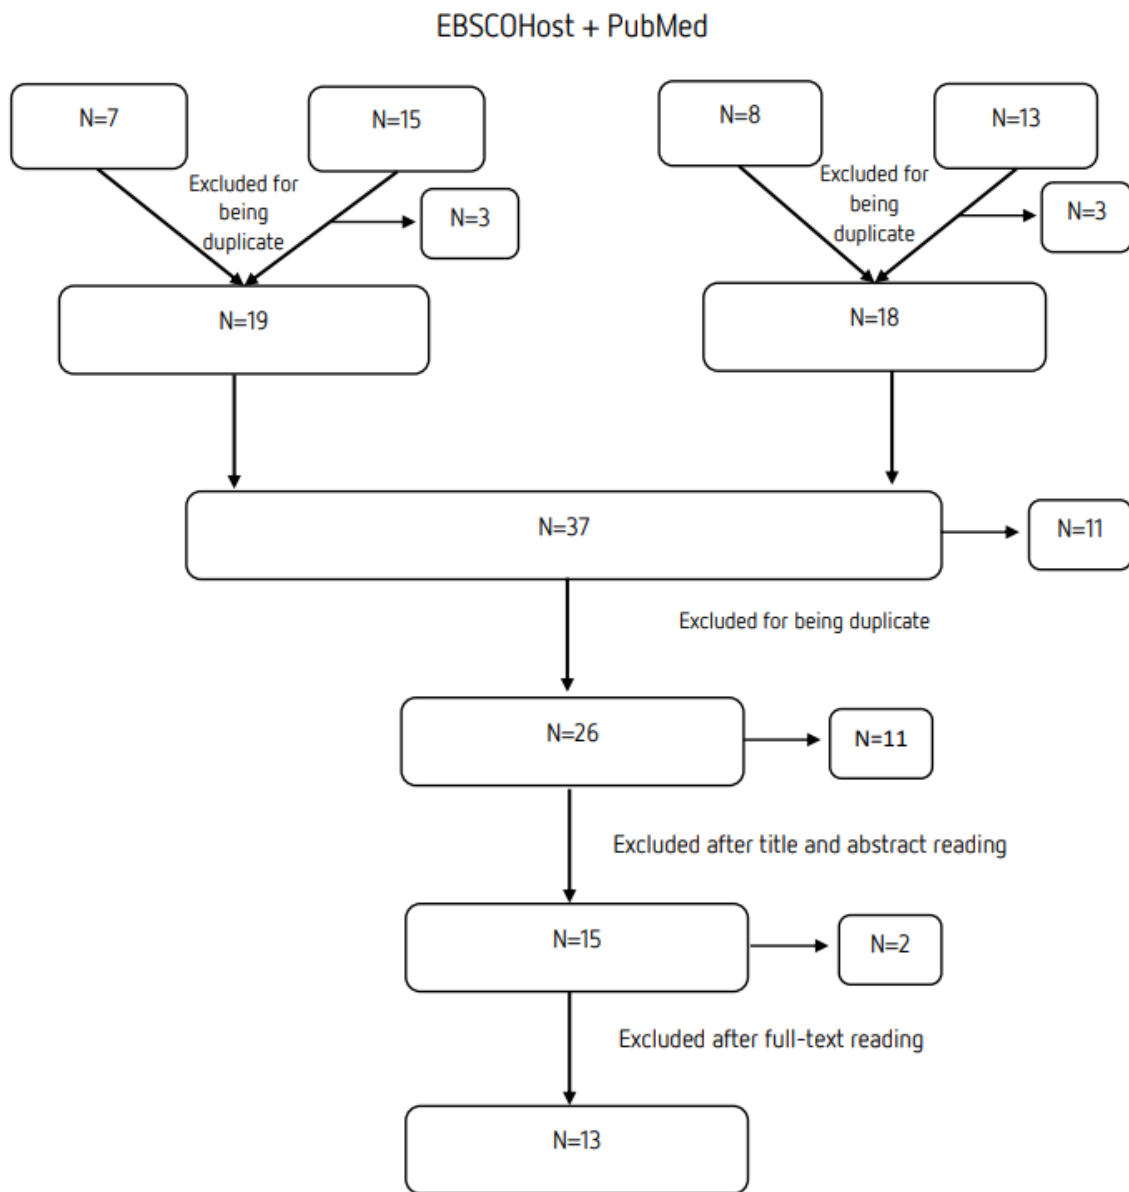 EBSCOHost + PubMed
N=7
N=15
N=8
N=13
Excluded for
being
duplicate
N=3
Excluded for
being
duplicate
N=3
N=19
N=18
N=37
N=11
Excluded for being duplicate
N=26
N=11
Excluded after title and abstract reading
N=15
N=2
Excluded after full-text reading
N=13